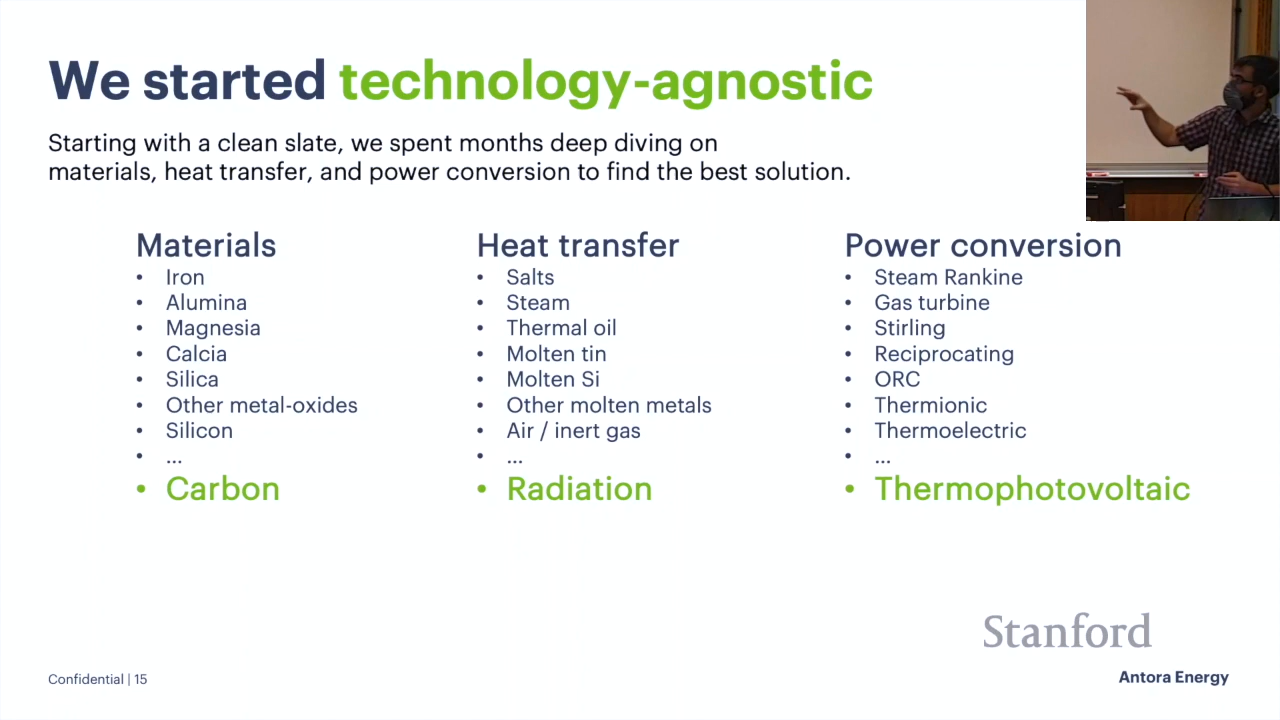 We started technology-agnostic
Starting with a clean slate, we spent months deep diving on
materials, heat transfer, and power conversion to find the best solution.
Materials
• Iron
• Alumina
• Magnesia
• Calcia
• Silica
• Other metal-oxides
• Silicon
• ...
• Carbon
Heat transfer
• Salts
• Steam
• Thermal oil
• Molten tin
• Molten Si
• Other molten metals
• Air / inert gas
• ...
• Radiation
Power conversion
• Steam Rankine
• Gas turbine
• Stirling
• Reciprocating
• ORC
• Thermionic
• Thermoelectric
• ...
• Thermophotovoltaic
Stanford
Confidential | 15
Antora Energy